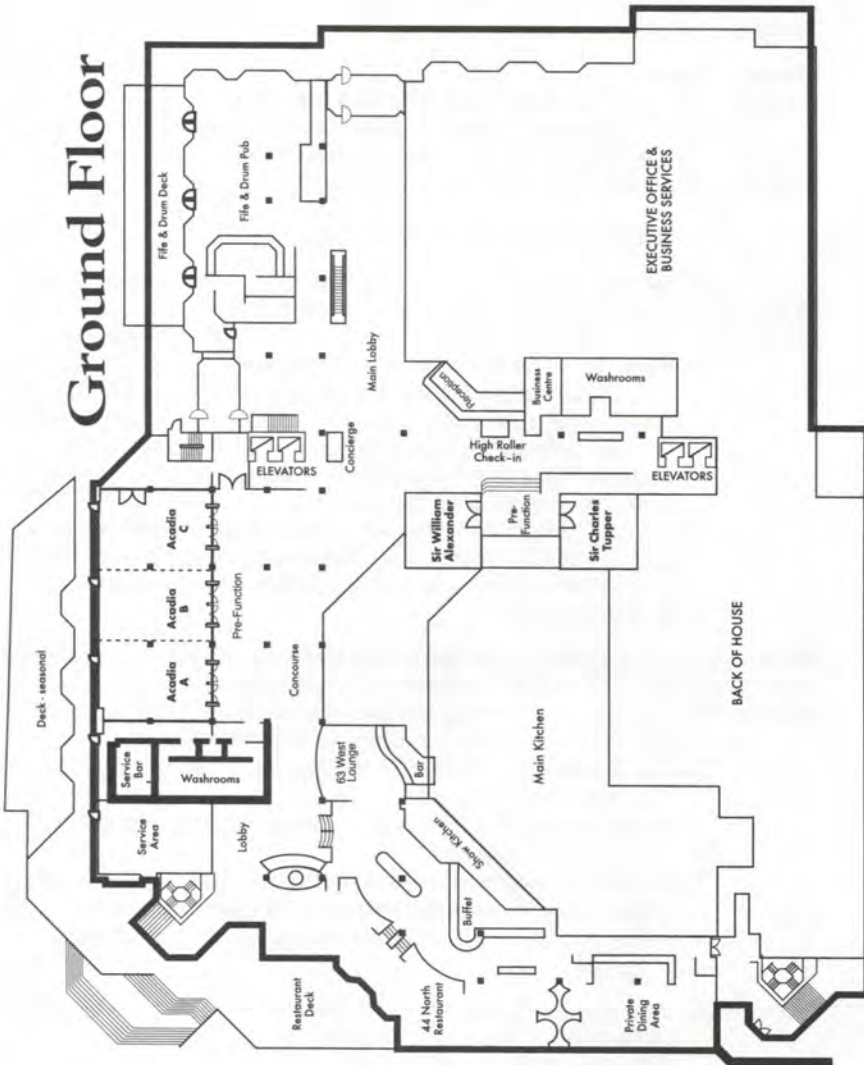 Ground Floor
Fife & Drum Deck
Fife & Drum Pub
Main Lobby
EXECUTIVE OFFICE &
BUSINESS SERVICES
Reception
Business
Centre
Washrooms
High Roller
Check-in
ELEVATORS
Concierge
ELEVATORS
Deck - seasonal
Acadia
C
Acadia
B
Acadia
A
Pre-Function
Concourse
Sir William
Alexander
Pre-
Function
Sir Charles
Tupper
BACK OF HOUSE
Main Kitchen
Service
Bar
Washrooms
Service
Area
Lobby
63 West
Lounge
Bar
Show Kitchen
Buffet
Restaurant
Deck
44 North
Restaurant
Private
Dining
Area